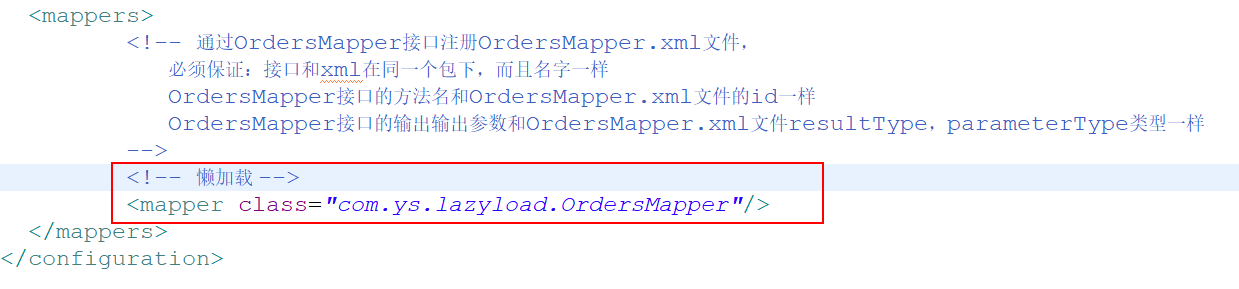 <mappers>
<!-- 通过OrdersMapper接口注册OrdersMapper.xml文件，
必须保证：接口和xml在同一个包下，而且名字一样
OrdersMapper接口的方法名和OrdersMapper.xml文件的id一样
OrdersMapper接口的输出输出参数和OrdersMapper.xml文件resultType，parameterType类型一样
-->
<!-- 懒加载 -->
<mapper class="com.ys.lazyload.OrdersMapper"/>
</mappers>
</configuration>